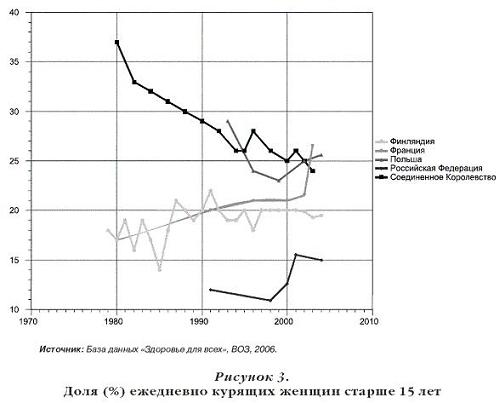 40
35
30
25
20
15
10
1970
1980
1990
2000
2010
Финляндия
Франция
Польша
Российская Федерация
Соединенное Королевство
Источник: База данных «Здоровье для всех», ВОЗ, 2006.
Рисунок 3.
Доля (%) ежедневно курящих женщин старше 15 лет